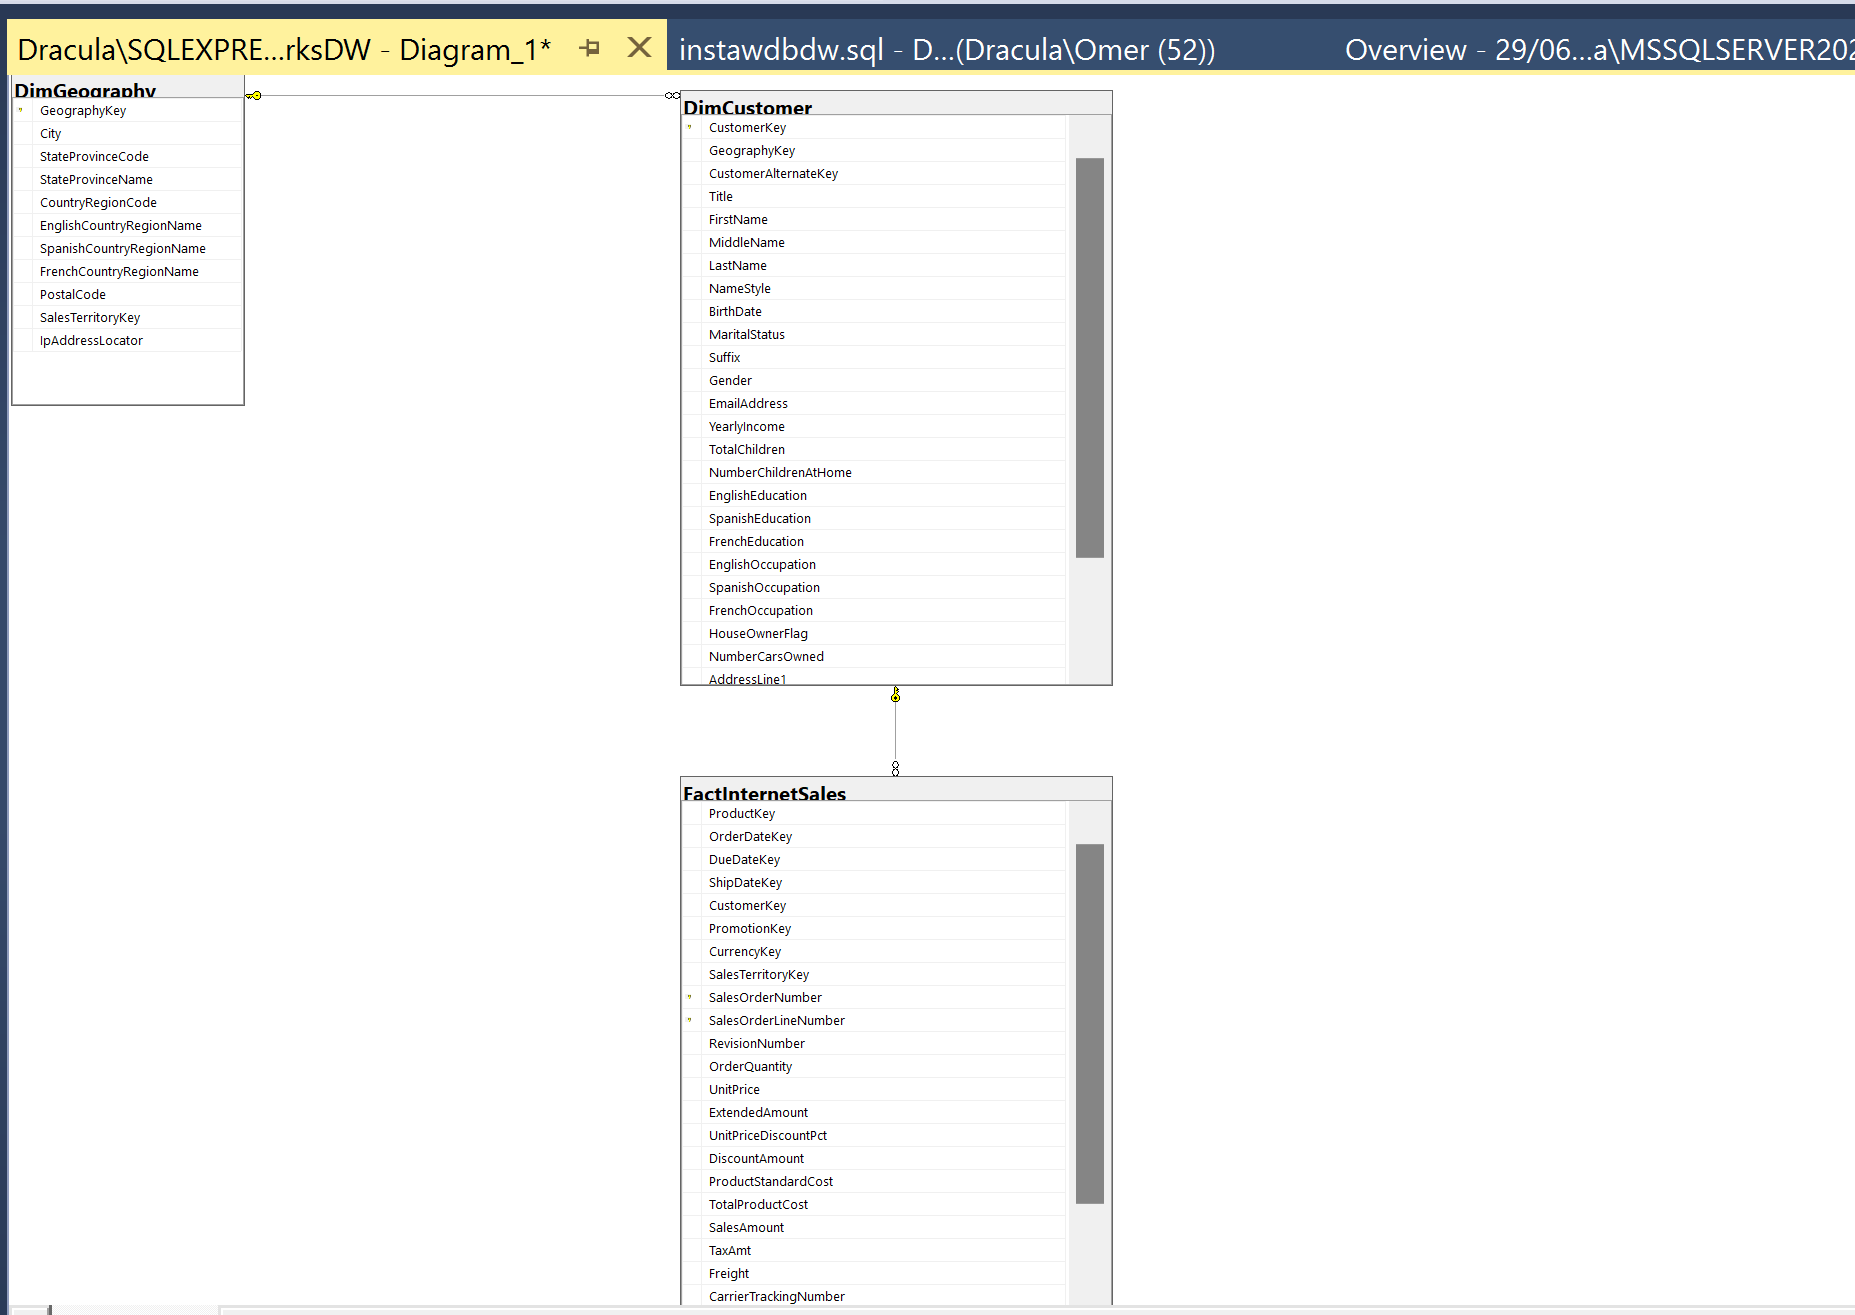 Dracula\SQLEXPRE...rksDW - Diagram_1*
instawdbdw.sql - D...(Dracula\Omer (52))
Overview - 29/06...a\MSSQLSERVER202
DimGeography
GeographyKey
City
StateProvinceCode
StateProvinceName
CountryRegionCode
EnglishCountryRegionName
SpanishCountryRegionName
FrenchCountryRegionName
PostalCode
SalesTerritoryKey
IpAddressLocator
DimCustomer
CustomerKey
GeographyKey
CustomerAlternateKey
Title
FirstName
MiddleName
LastName
NameStyle
BirthDate
MaritalStatus
Suffix
Gender
EmailAddress
YearlyIncome
TotalChildren
NumberChildrenAtHome
EnglishEducation
SpanishEducation
FrenchEducation
EnglishOccupation
SpanishOccupation
FrenchOccupation
HouseOwnerFlag
NumberCarsOwned
AddressLine1
FactInternetSales
ProductKey
OrderDateKey
DueDateKey
ShipDateKey
CustomerKey
PromotionKey
CurrencyKey
SalesTerritoryKey
SalesOrderNumber
SalesOrderLineNumber
RevisionNumber
OrderQuantity
UnitPrice
ExtendedAmount
UnitPriceDiscountPct
DiscountAmount
ProductStandardCost
TotalProductCost
SalesAmount
TaxAmt
Freight
CarrierTrackingNumber